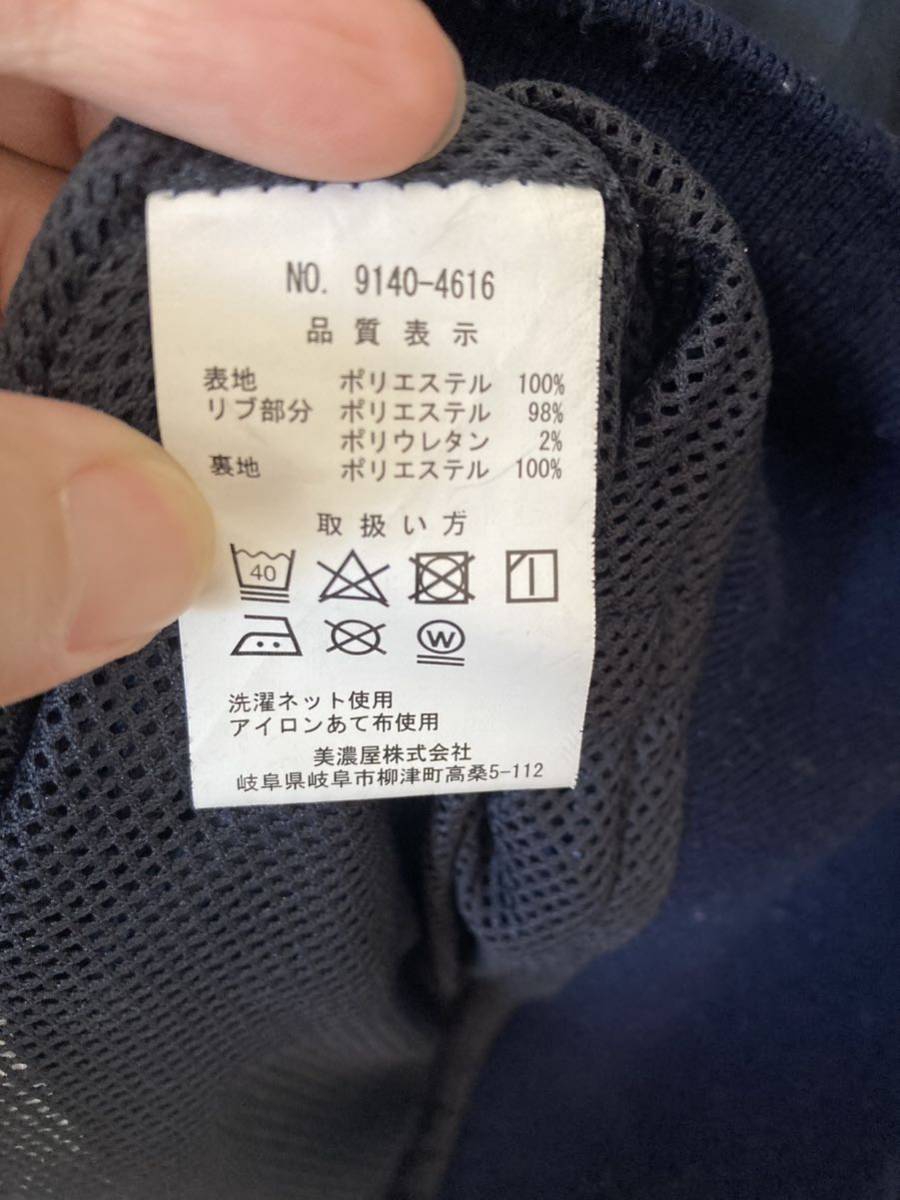 NO. 9140-4616
品質表示
表地 ポリエステル 100%
リブ部分 ポリエステル 98%
ポリウレタン 2%
裏地 ポリエステル 100%
取扱い方
40
W
洗濯ネット使用
アイロンあて布使用
美濃屋株式会社
岐阜県岐阜市柳津町高桑5-112